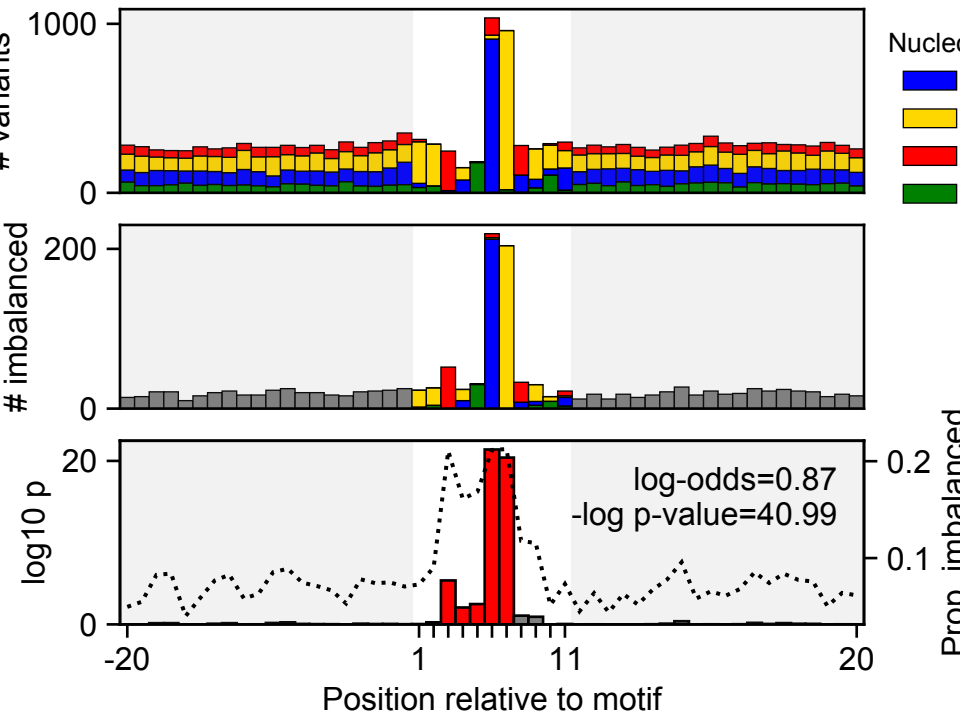 1000
0
# variants
Nucleo
200
0
# imbalanced
20
0
log10 p
log-odds=0.87
-log p-value=40.99
0.2
0.1
Prop. imbalanced
-20
1
11
20
Position relative to motif